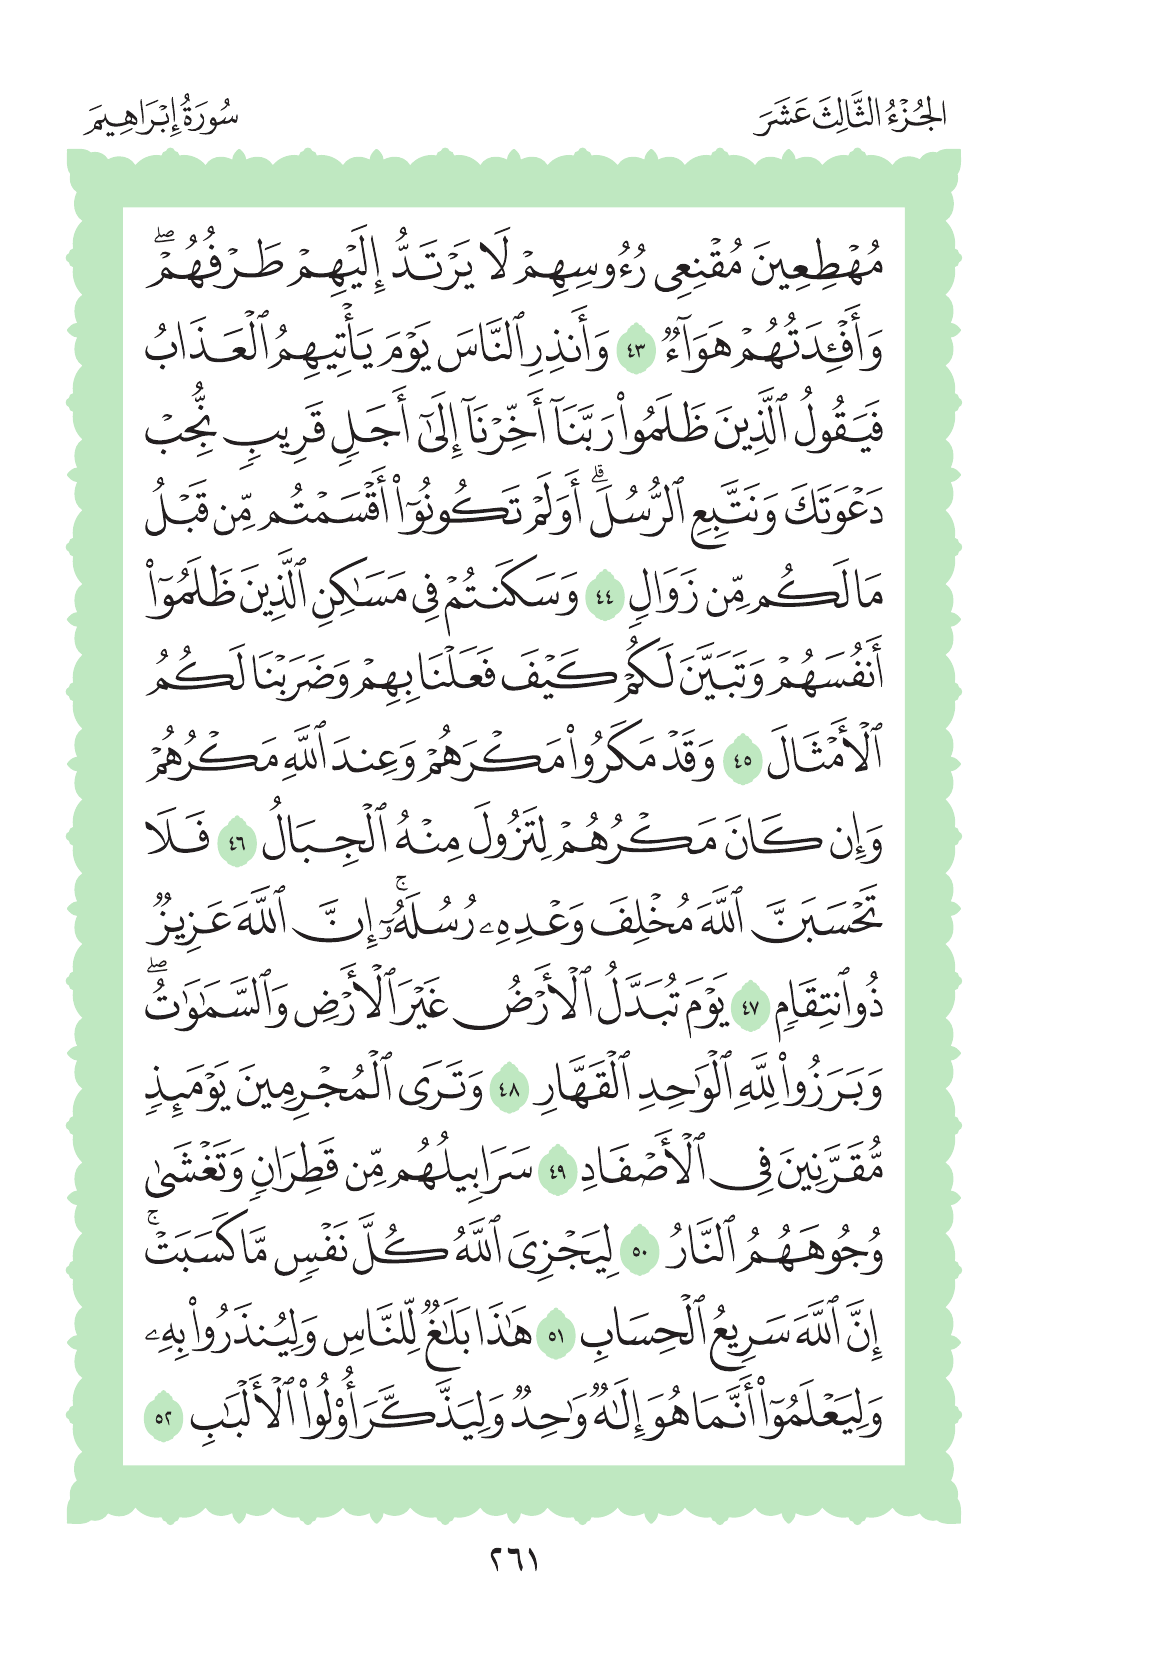 الجُزْءُ الثَّالِثَ عَشَرَ
سُورَةُ إِبْرَاهِيمَ
مُهْطِعِينَ مُقْنِعِى رُءُوسِهِمْ لَا يَرْتَدُّ إِلَيْهِمْ طَرْفُهُمْ ۖ
وَأَفْـِٔدَتُهُمْ هَوَآءٌ ٤٣ وَأَنذِرِ ٱلنَّاسَ يَوْمَ يَأْتِيهِمُ ٱلْعَذَابُ
فَيَقُولُ ٱلَّذِينَ ظَلَمُوا۟ رَبَّنَآ أَخِّرْنَآ إِلَىٰٓ أَجَلٍ قَرِيبٍ نُّجِبْ
دَعْوَتَكَ وَنَتَّبِعِ ٱلرُّسُلَ ۗ أَوَلَمْ تَكُونُوٓا۟ أَقْسَمْتُم مِّن قَبْلُ
مَا لَكُم مِّن زَوَالٍ ٤٤ وَسَكَنتُمْ فِى مَسَـٰكِنِ ٱلَّذِينَ ظَلَمُوٓا۟
أَنفُسَهُمْ وَتَبَيَّنَ لَكُمْ كَيْفَ فَعَلْنَا بِهِمْ وَضَرَبْنَا لَكُمُ
ٱلْأَمْثَالَ ٤٥ وَقَدْ مَكَرُوا۟ مَكْرَهُمْ وَعِندَ ٱللَّهِ مَكْرُهُمْ
وَإِن كَانَ مَكْرُهُمْ لِتَزُولَ مِنْهُ ٱلْجِبَالُ ٤٦ فَلَا
تَحْسَبَنَّ ٱللَّهَ مُخْلِفَ وَعْدِهِۦ رُسُلَهُۥٓ ۚ إِنَّ ٱللَّهَ عَزِيزٌ
ذُو ٱنتِقَامٍ ٤٧ يَوْمَ تُبَدَّلُ ٱلْأَرْضُ غَيْرَ ٱلْأَرْضِ وَٱلسَّمَـٰوَٰتُ ۖ
وَبَرَزُوا۟ لِلَّهِ ٱلْوَٰحِدِ ٱلْقَهَّارِ ٤٨ وَتَرَى ٱلْمُجْرِمِينَ يَوْمَئِذٍ
مُّقَرَّنِينَ فِى ٱلْأَصْفَادِ ٤٩ سَرَابِيلُهُم مِّن قَطِرَانٍ وَتَغْشَىٰ
وُجُوهَهُمُ ٱلنَّارُ ٥٠ لِيَجْزِىَ ٱللَّهُ كُلَّ نَفْسٍ مَّا كَسَبَتْ ۚ
إِنَّ ٱللَّهَ سَرِيعُ ٱلْحِسَابِ ٥١ هَـٰذَا بَلَـٰغٌ لِّلنَّاسِ وَلِيُنذَرُوا۟ بِهِۦ
وَلِيَعْلَمُوٓا۟ أَنَّمَا هُوَ إِلَـٰهٌ وَٰحِدٌ وَلِيَذَّكَّرَ أُو۟لُوا۟ ٱلْأَلْبَـٰبِ ٥٢
٢٦١